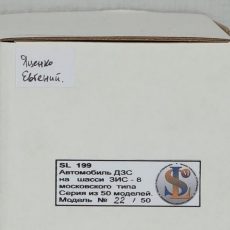 Яценко
Евгений.
SL 199
Автомобиль ДЗС
на шасси ЗИС - 8
московского типа
Серия из 50 моделей.
Модель № 22 / 50